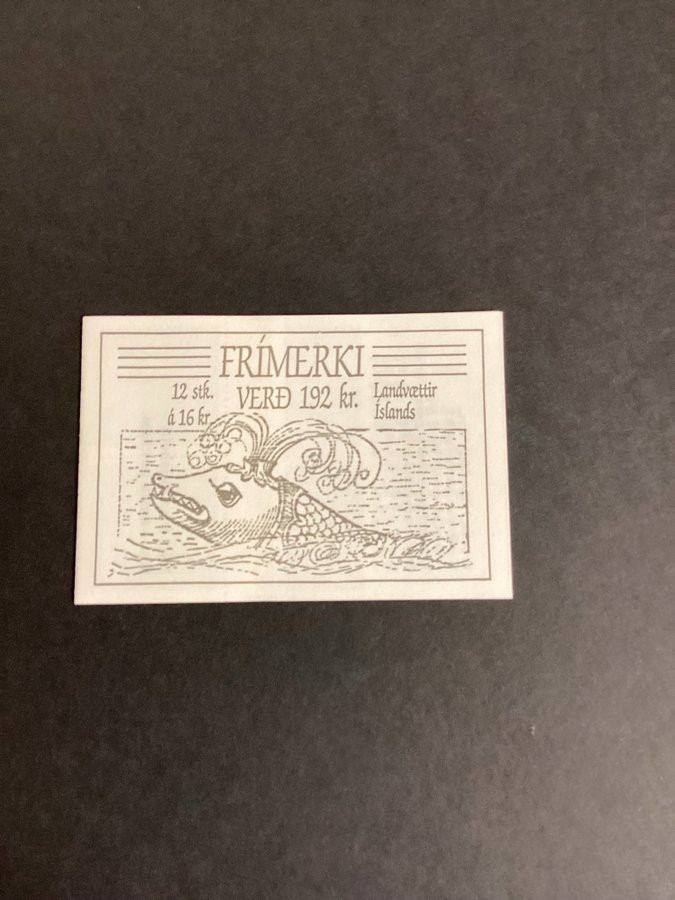 FRÍMERKI
12 stk.
á 16 kr.
VERÐ 192 kr.
Landvættir
Íslands